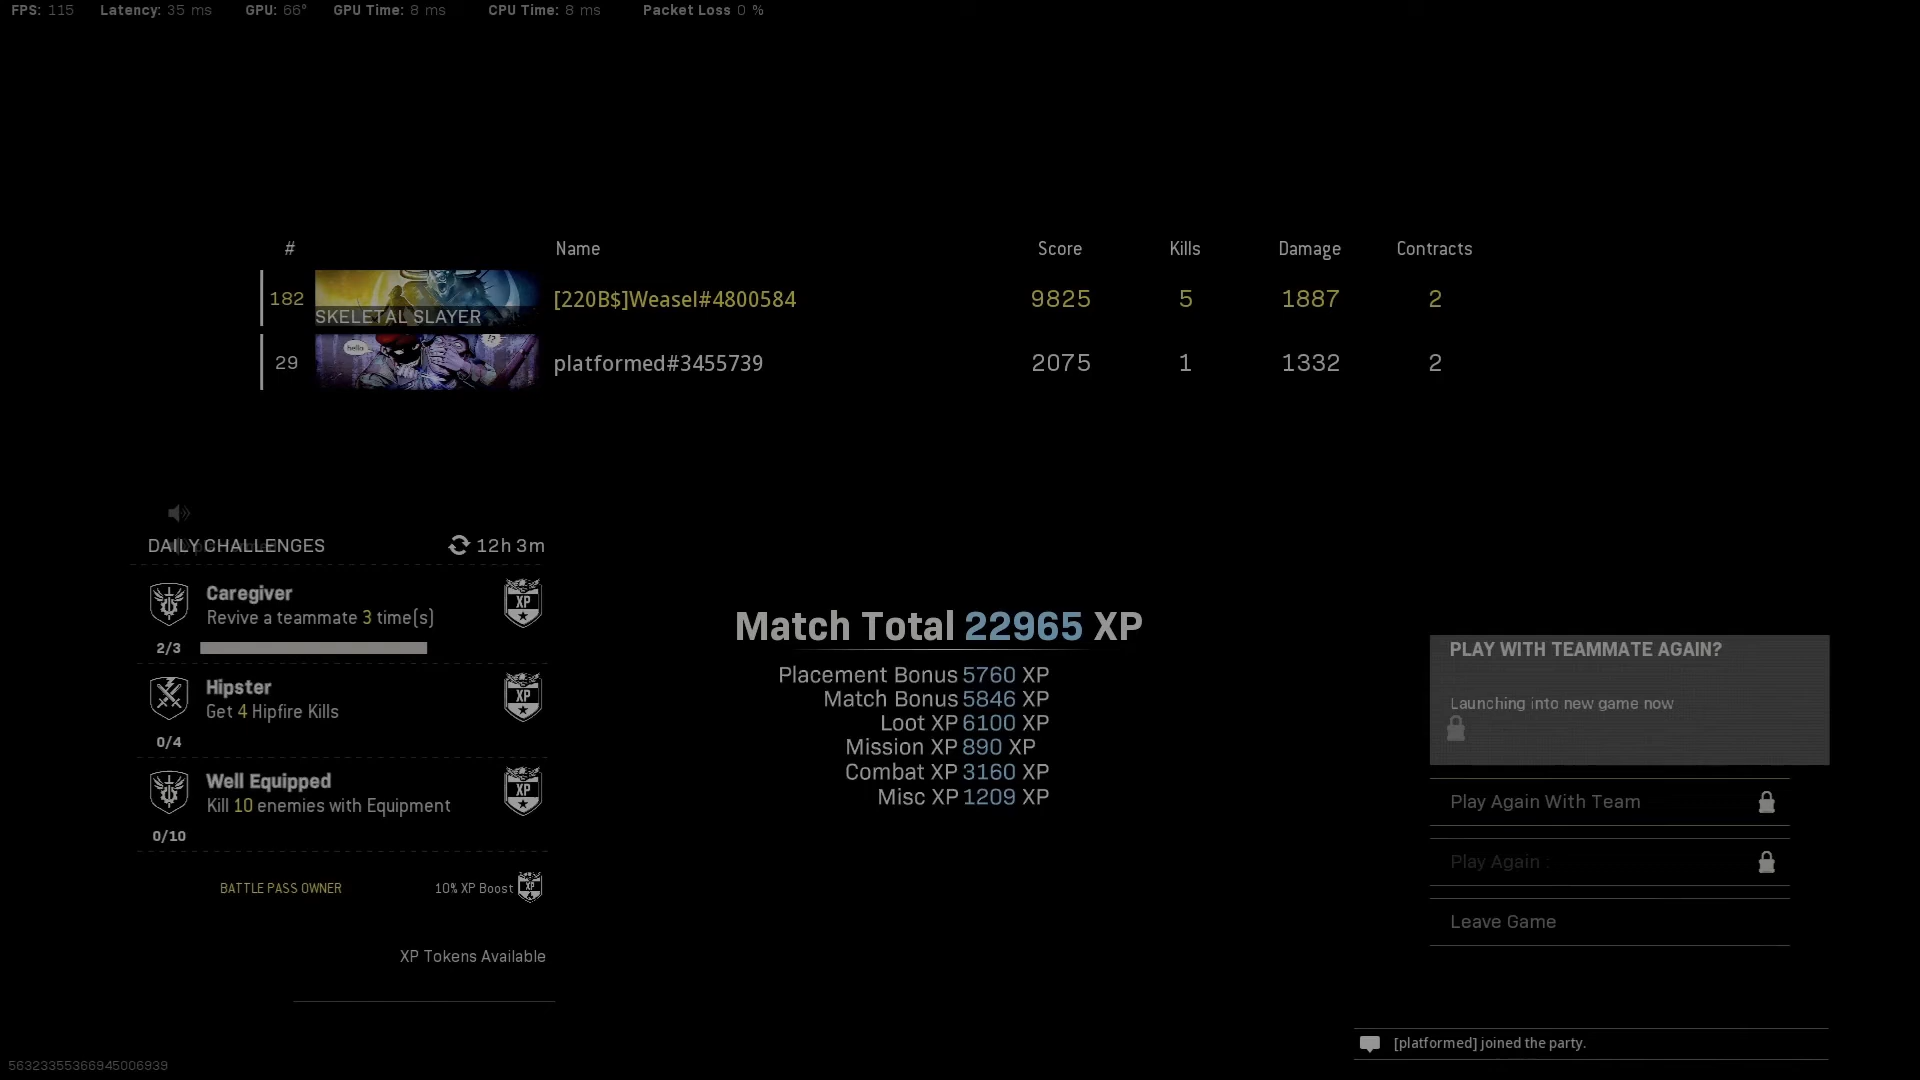 FPS: 115 Latency: 35 ms GPU: 66° GPU Time: 8 ms CPU Time: 8 ms Packet Loss 0 %
# Name Score Kills Damage Contracts
182 SKELETAL SLAYER [220B$]Weasel#4800584 9825 5 1887 2
hello !?
29 platformed#3455739 2075 1 1332 2
DAILY CHALLENGES 12h 3m
Caregiver
Revive a teammate 3 time(s)
XP
2/3
Hipster
Get 4 Hipfire Kills
XP
0/4
Well Equipped
Kill 10 enemies with Equipment
XP
0/10
BATTLE PASS OWNER 10% XP Boost XP
XP Tokens Available
Match Total 22965 XP
Placement Bonus 5760 XP
Match Bonus 5846 XP
Loot XP 6100 XP
Mission XP 890 XP
Combat XP 3160 XP
Misc XP 1209 XP
PLAY WITH TEAMMATE AGAIN?
Launching into new game now
Play Again With Team
Play Again :
Leave Game
[platformed] joined the party.
56323355366945006939